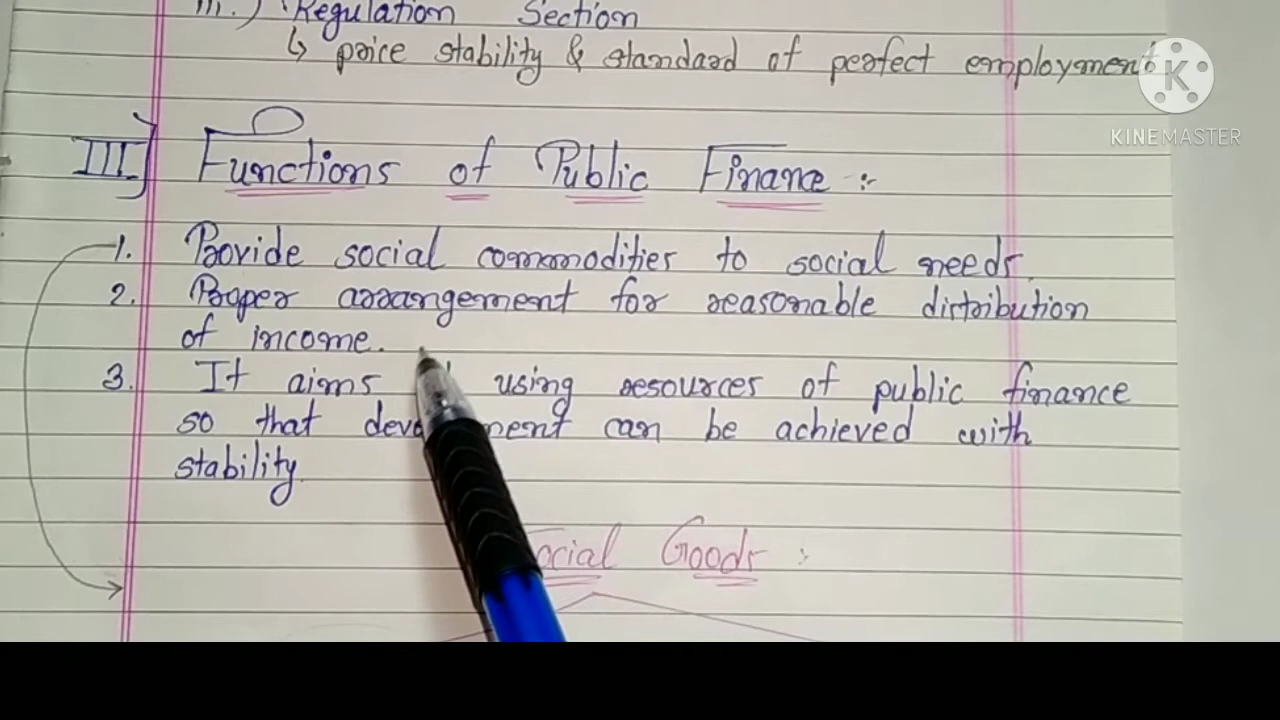 iii.) Regulation Section
↳ price stability & standard of perfect employment
III) Functions of Public Finance :-
1. Provide social commodities to social needs.
2. Proper arrangement for reasonable distribution
of income.
3. It aims using resources of public finance
so that can be achieved with
stability.
Social Goods :
KINEMASTER